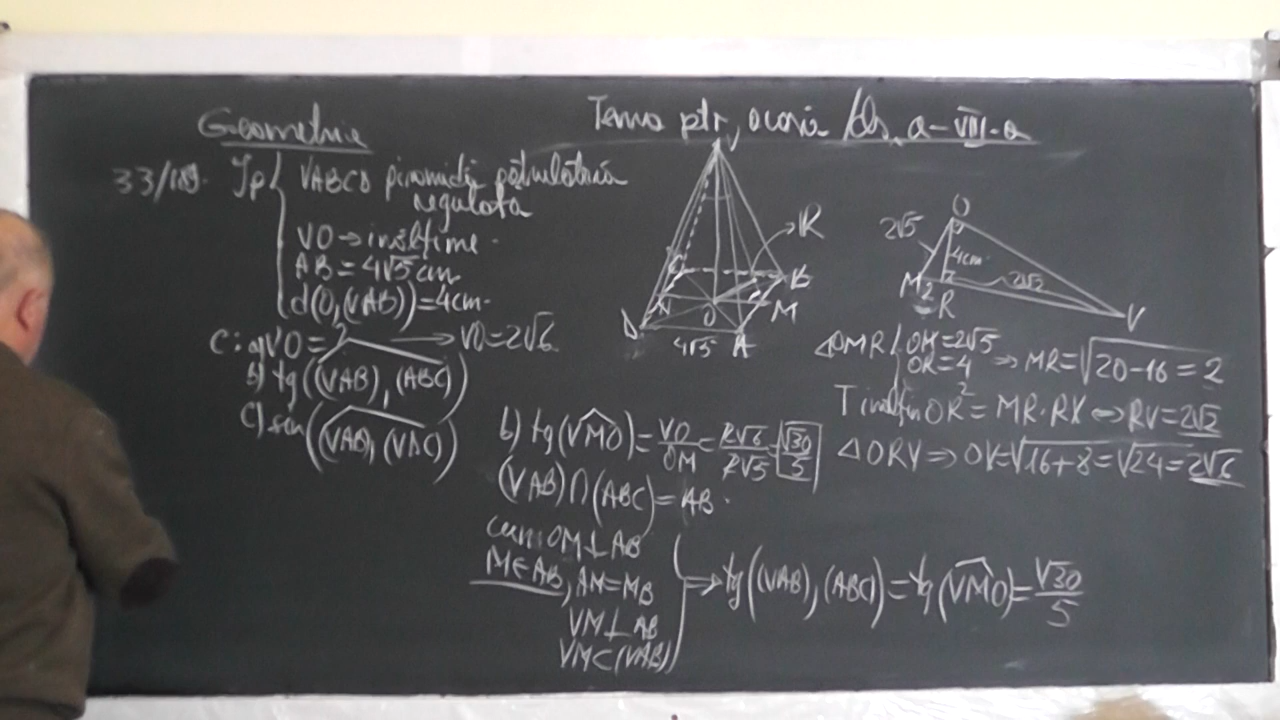 Geometrie
Tema ptr, acasă cls. a-VIII-a
33/189. Ip { VABCD piramidă patrulateră
regulată
VO → înălțime.
AB = 4√5 cm
d(O,(VAB)) = 4cm.
C: a) VO = ? → VO = 2√6
b) tg((VAB), (ABC))
c) sin((VAB), (VAC))
V
R
C
B
N
O
M
D
A
4√5
O
2√5
4cm
M 2 R
V
ΔOMR { OM = 2√5
OR = 4 ⇒ MR = √20-16 = 2
T înălțim OR² = MR·RV ⇔ RV = 2√2
ΔORV ⇒ OV = √16+8 = √24 = 2√6
b) tg(VMO) = VO/OM = 2√6/2√5 = √30/5
(VAB) ∩ (ABC) = AB.
cum: OM ⊥ AB
M∈AB, AM = MB
VM ⊥ AB
VM ⊂ (VAB)
⇒ tg((VAB), (ABC)) = tg(VMO) = √30/5